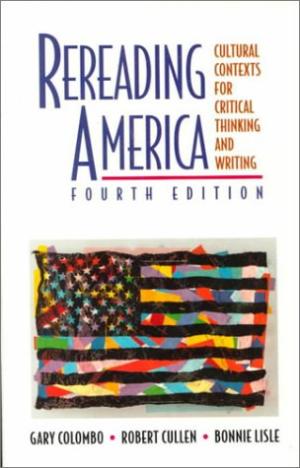 REREADING
AMERICA
CULTURAL
CONTEXTS
FOR
CRITICAL
THINKING
AND
WRITING
FOURTH EDITION
GARY COLOMBO • ROBERT CULLEN • BONNIE LISLE